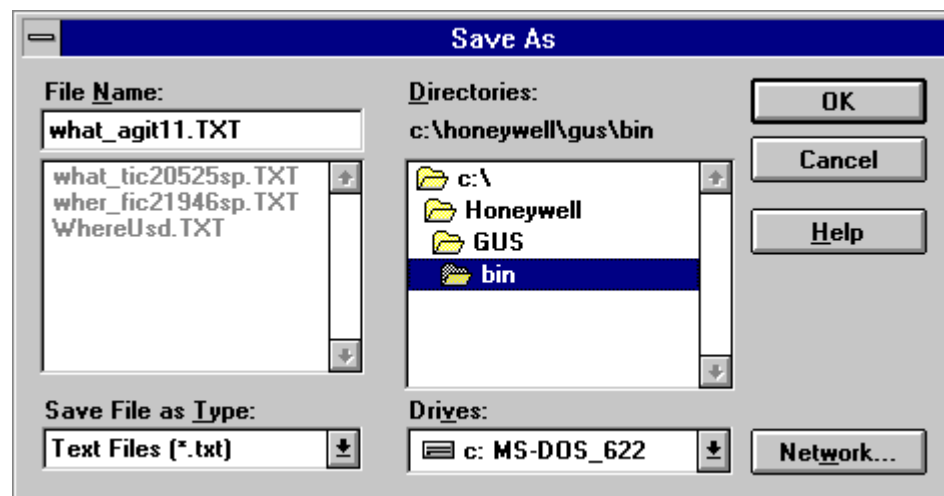 Save As
File Name:
what_agit11.TXT
what_tic20525sp.TXT
wher_fic21946sp.TXT
WhereUsd.TXT
Save File as Type:
Text Files (*.txt)
Directories:
c:\honeywell\gus\bin
c:\
Honeywell
GUS
bin
Drives:
c: MS-DOS_622
OK
Cancel
Help
Network...